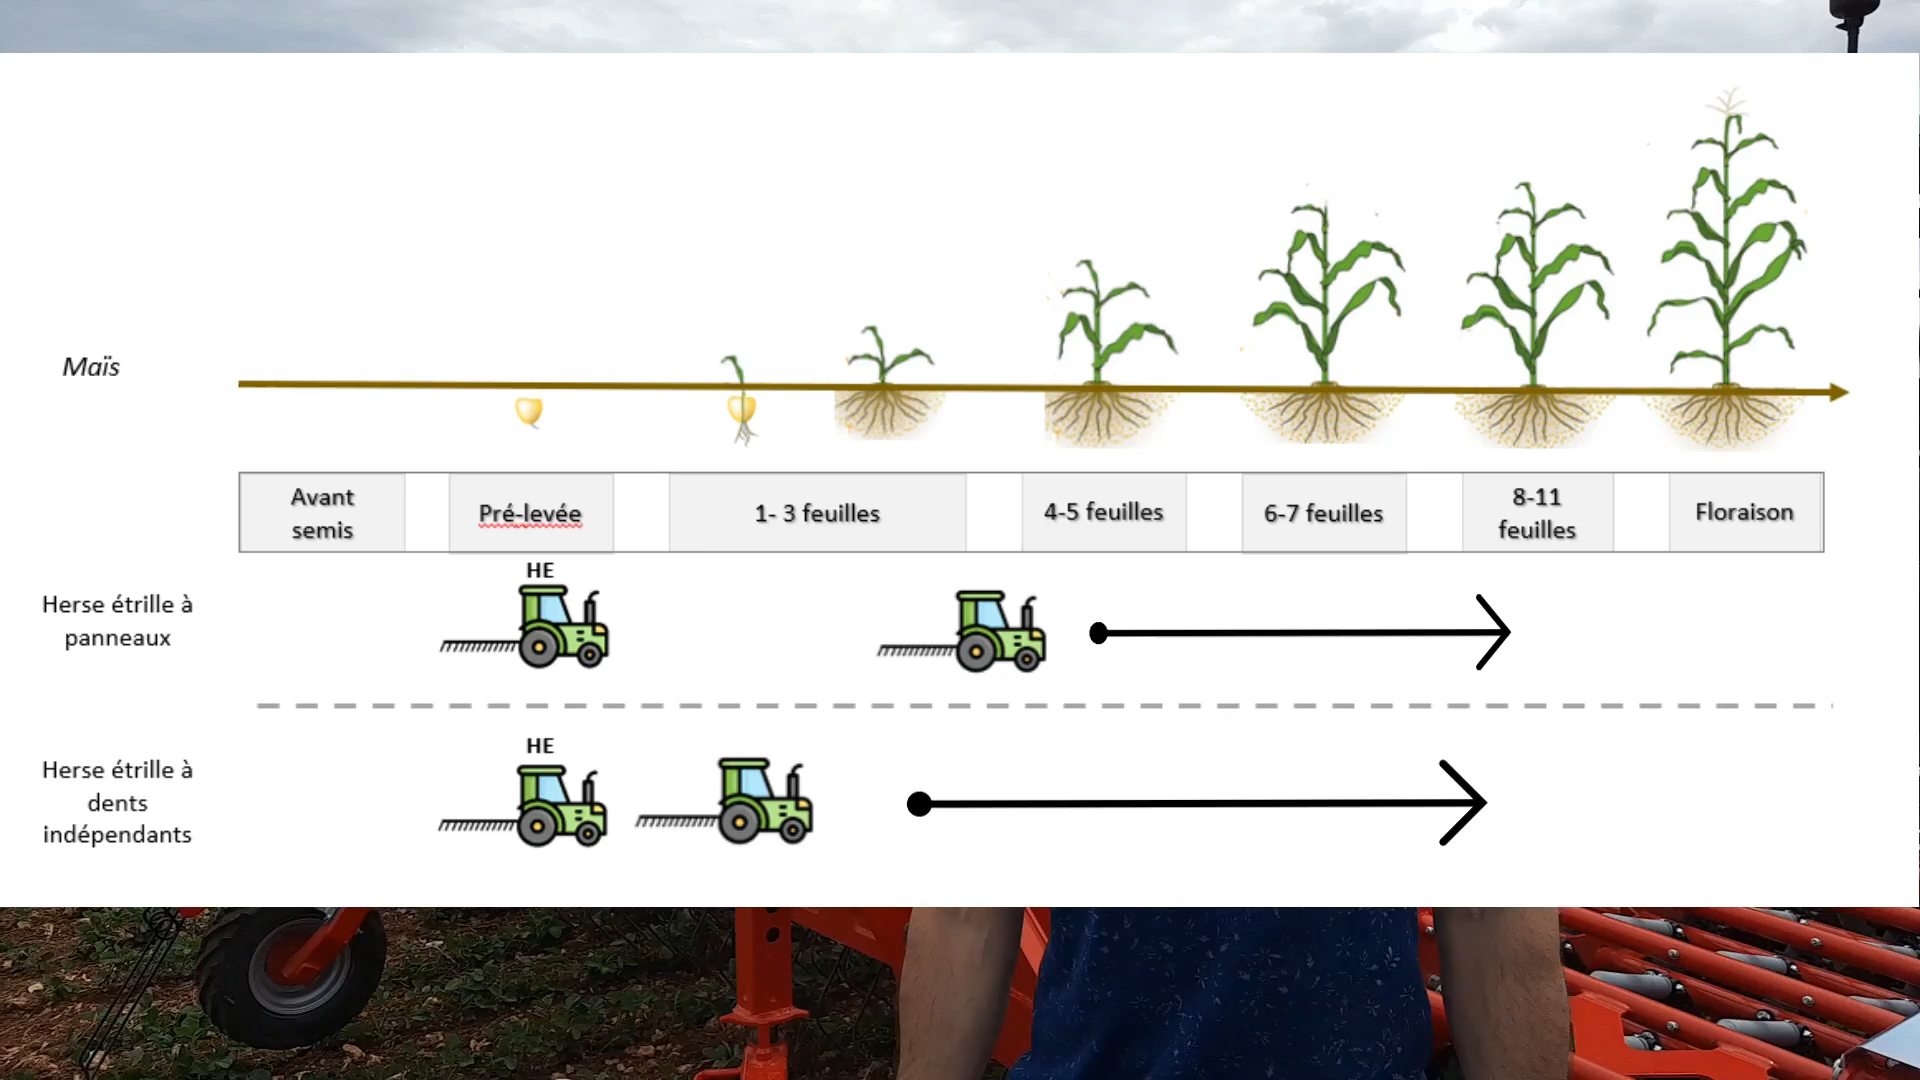 Maïs
Avant
semis
Pré-levée
1- 3 feuilles
4-5 feuilles
6-7 feuilles
8-11
feuilles
Floraison
HE
Herse étrille à
panneaux
HE
Herse étrille à
dents
indépendants